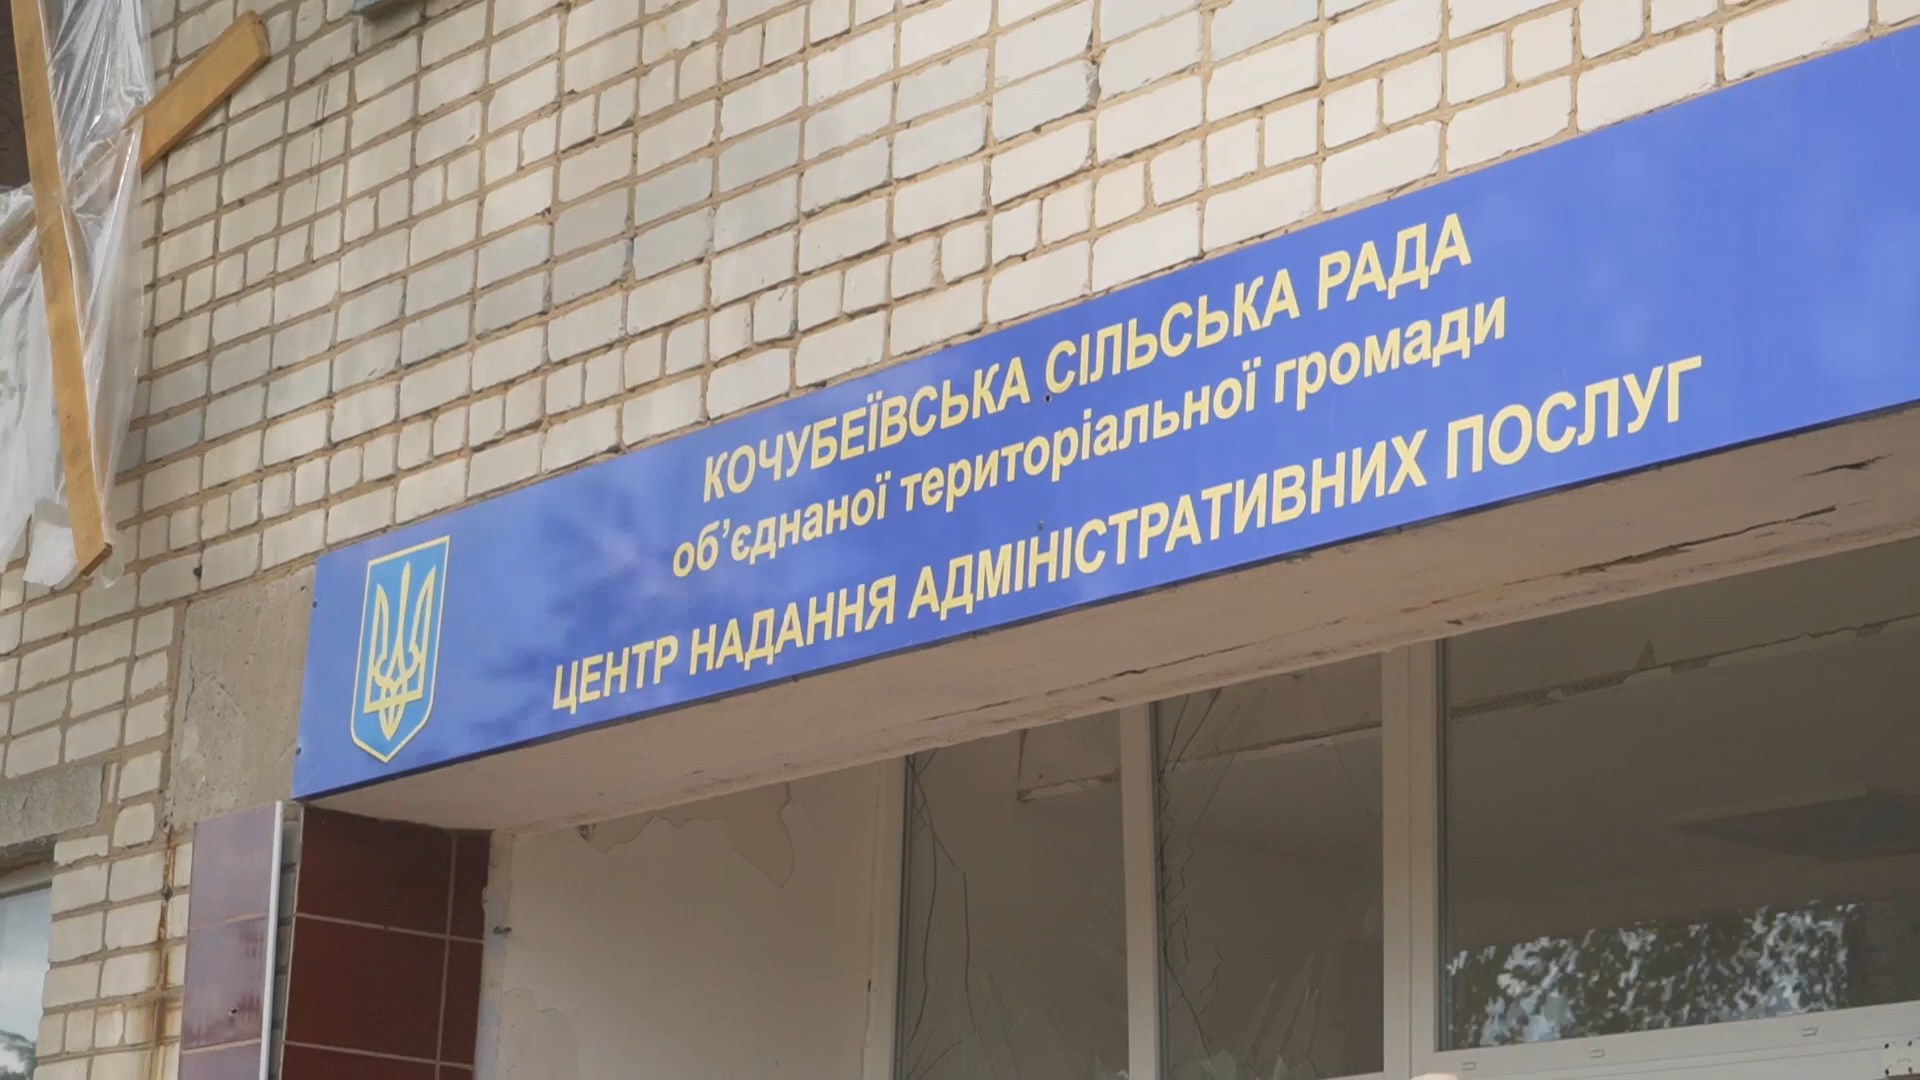 КОЧУБЕЇВСЬКА СІЛЬСЬКА РАДА
об’єднаної територіальної громади
ЦЕНТР НАДАННЯ АДМІНІСТРАТИВНИХ ПОСЛУГ